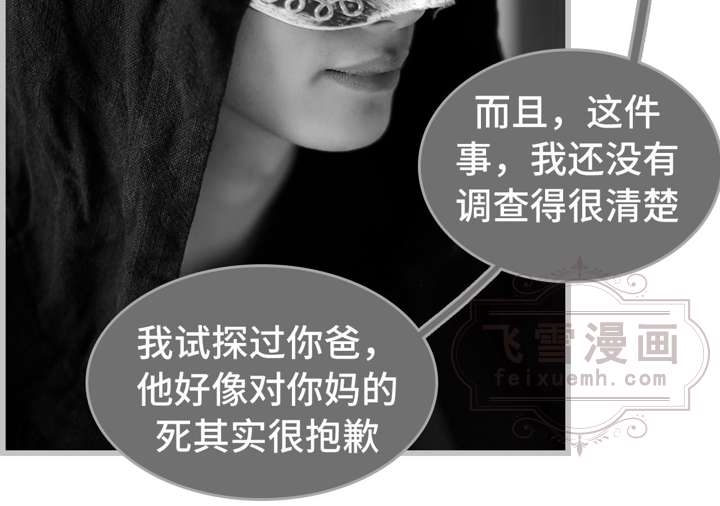 而且，这件
事，我还没有
调查得很清楚
我试探过你爸，
他好像对你妈的
死其实很抱歉
飞雪漫画
feixuemh.com